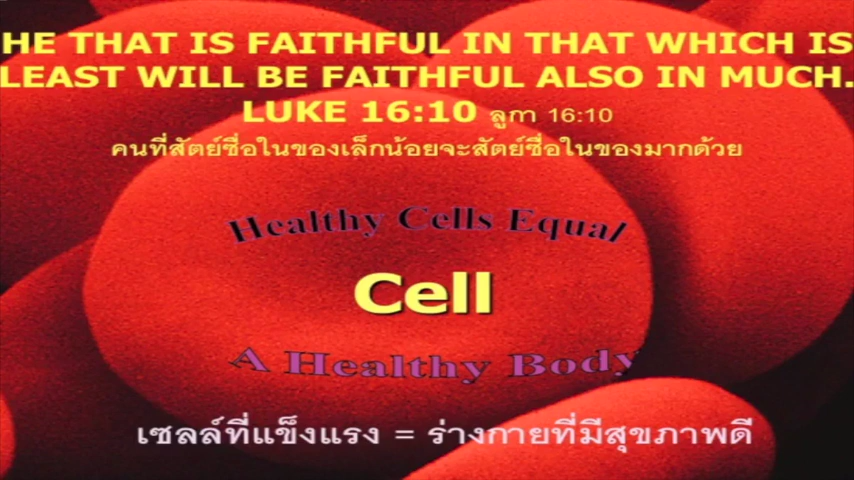 HE THAT IS FAITHFUL IN THAT WHICH IS
LEAST WILL BE FAITHFUL ALSO IN MUCH.
LUKE 16:10 ลูกา 16:10
คนที่สัตย์ซื่อในของเล็กน้อยจะสัตย์ซื่อในของมากด้วย
Healthy Cells Equal
Cell
A Healthy Body
เซลล์ที่แข็งแรง = ร่างกายที่มีสุขภาพดี